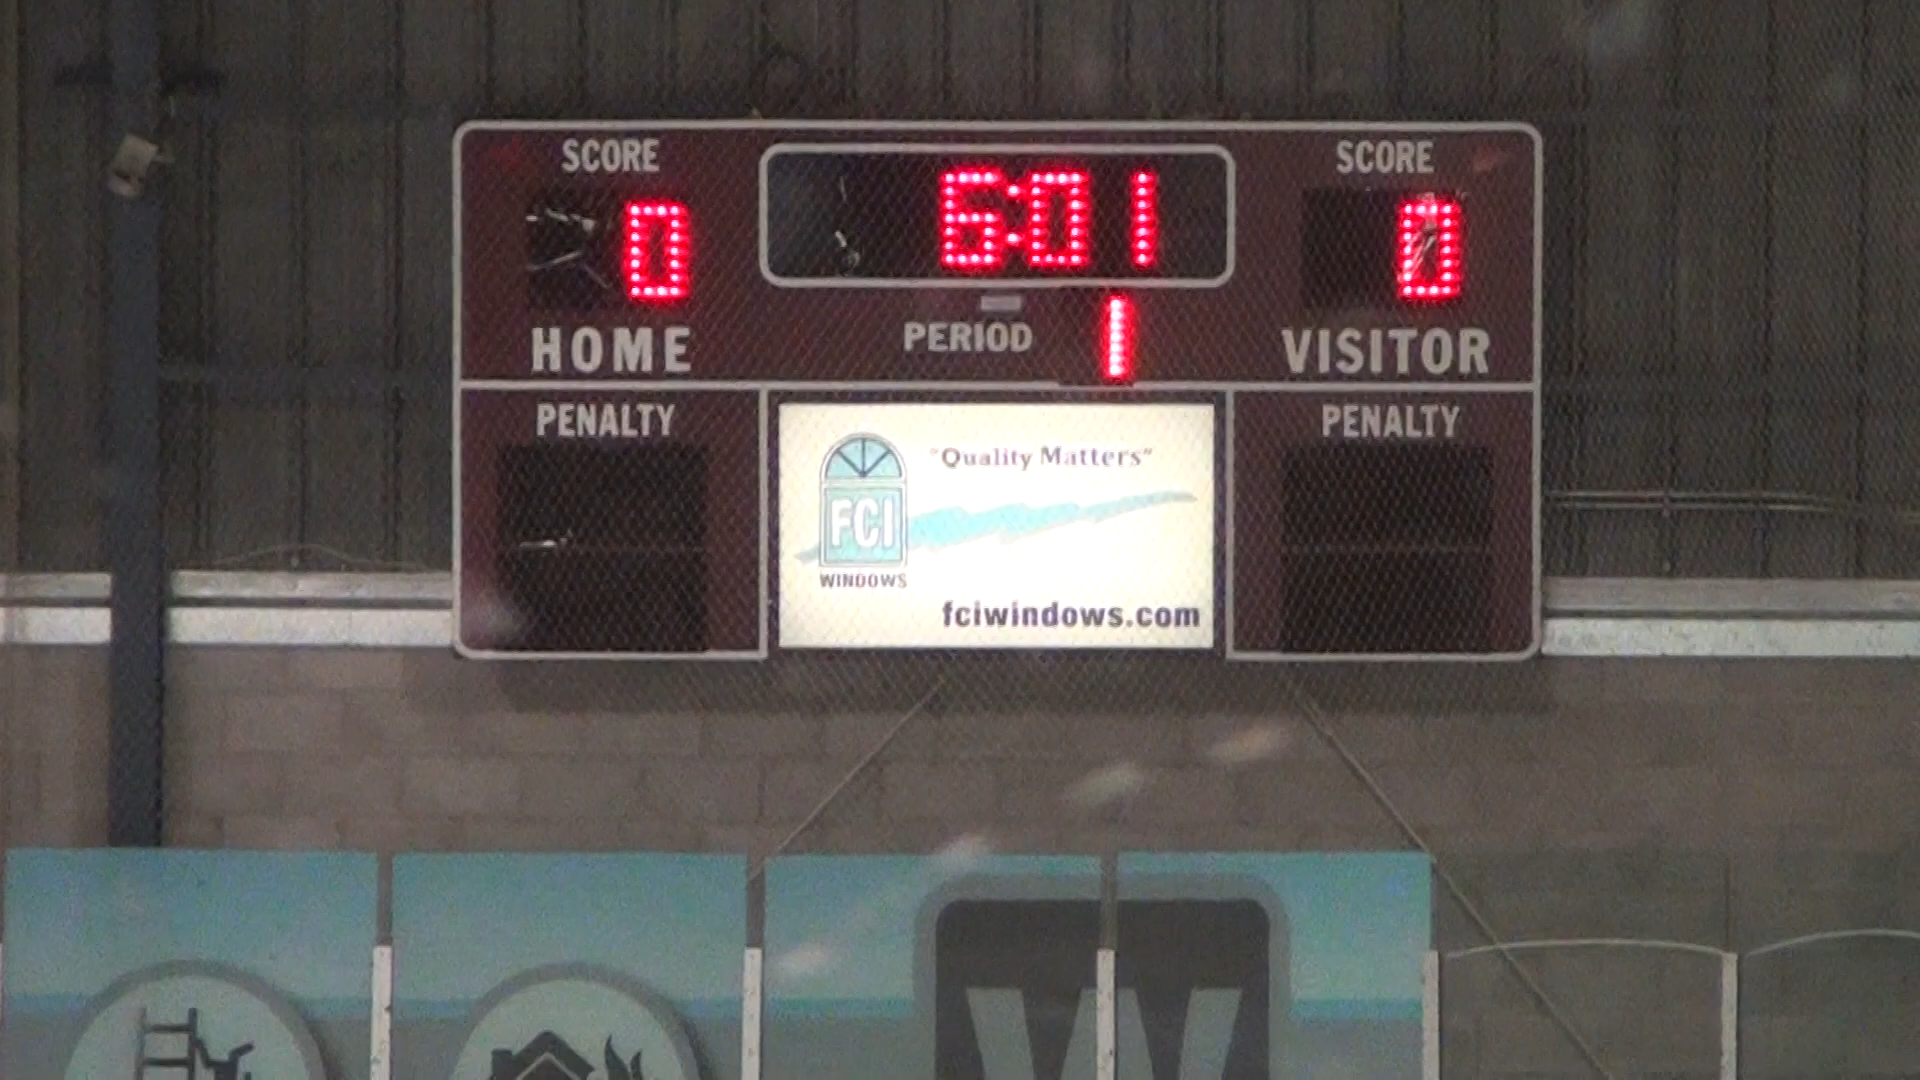 SCORE
6:01
SCORE
0
0
HOME
PERIOD 1
VISITOR
PENALTY
PENALTY
"Quality Matters"
FCI
WINDOWS
fciwindows.com
W